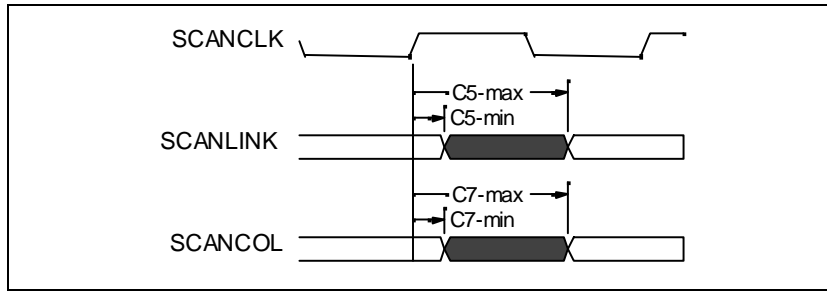 SCANCLK
C5-max
C5-min
SCANLINK
C7-max
C7-min
SCANCOL